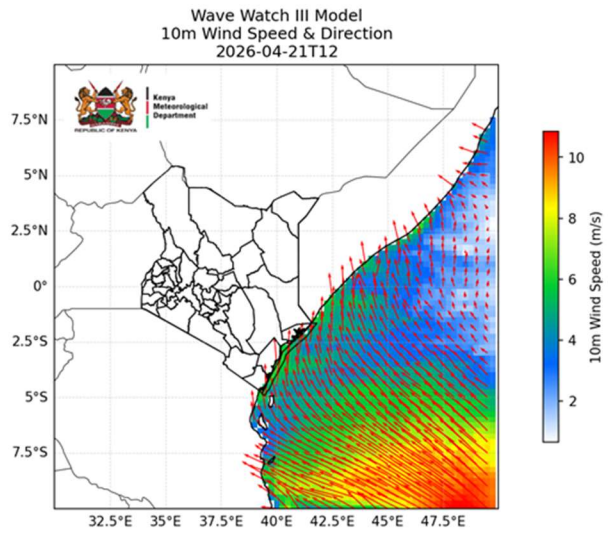 Wave Watch III Model
10m Wind Speed & Direction
2026-04-21T12
Kenya
Meteorological
Department
REPUBLIC OF KENYA
7.5°N
5°N
2.5°N
0°
2.5°S
5°S
7.5°S
32.5°E
35°E
37.5°E
40°E
42.5°E
45°E
47.5°E
10
8
6
4
2
10m Wind Speed (m/s)